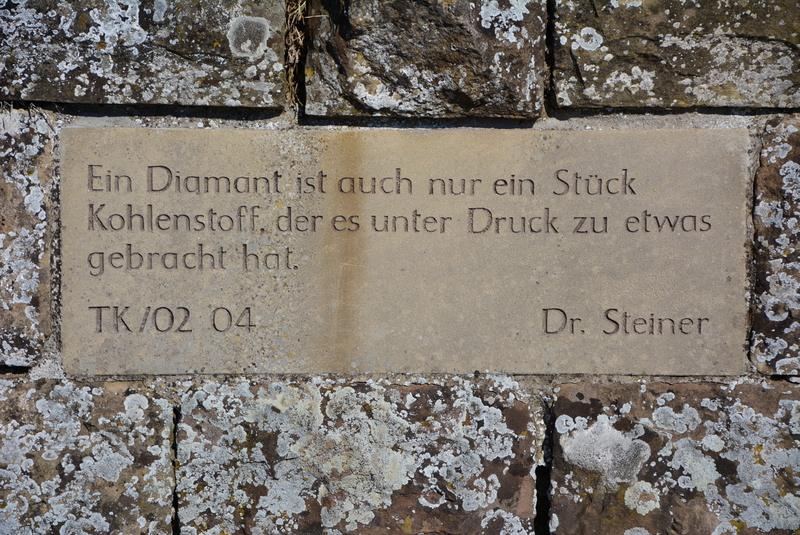 Ein Diamant ist auch nur ein Stück
Kohlenstoff, der es unter Druck zu etwas
gebracht hat.
TK/02 04 Dr. Steiner